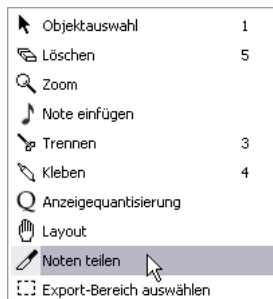 Objektauswahl 1
Löschen 5
Zoom
Note einfügen
Trennen 3
Kleben 4
Q Anzeigequantisierung
Layout
Noten teilen
Export-Bereich auswählen